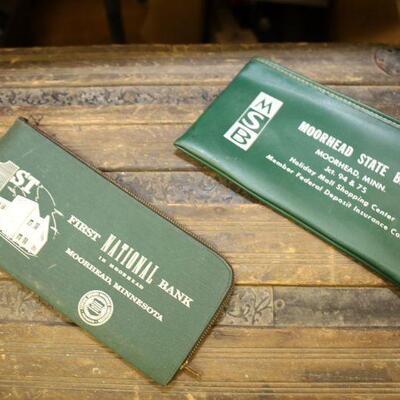 ST
FIRST NATIONAL BANK
IN MOORHEAD
MOORHEAD, MINNESOTA
MSB
MOORHEAD STATE B
MOORHEAD, MINN.
Jct. 94 & 75
Holiday Mall Shopping Center
Member Federal Deposit Insurance Co